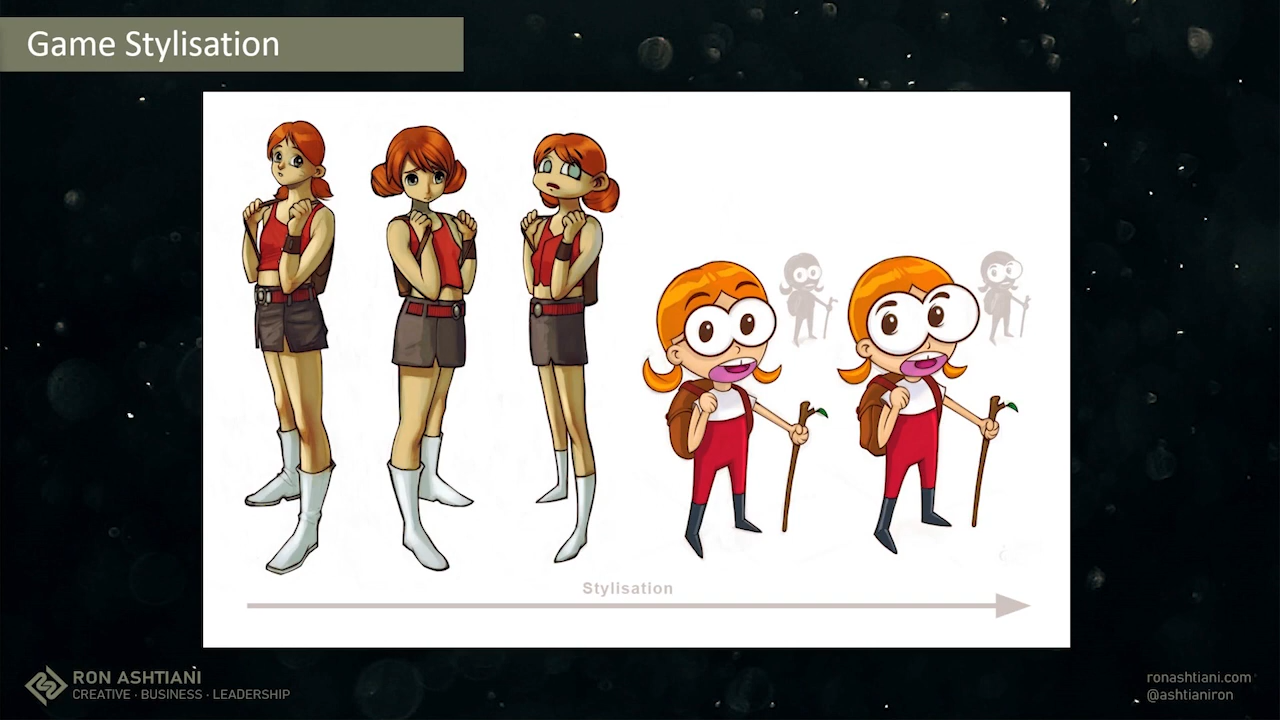 Game Stylisation
Stylisation
RON ASHTIANI
CREATIVE · BUSINESS · LEADERSHIP
ronashtiani.com
@ashtianiron